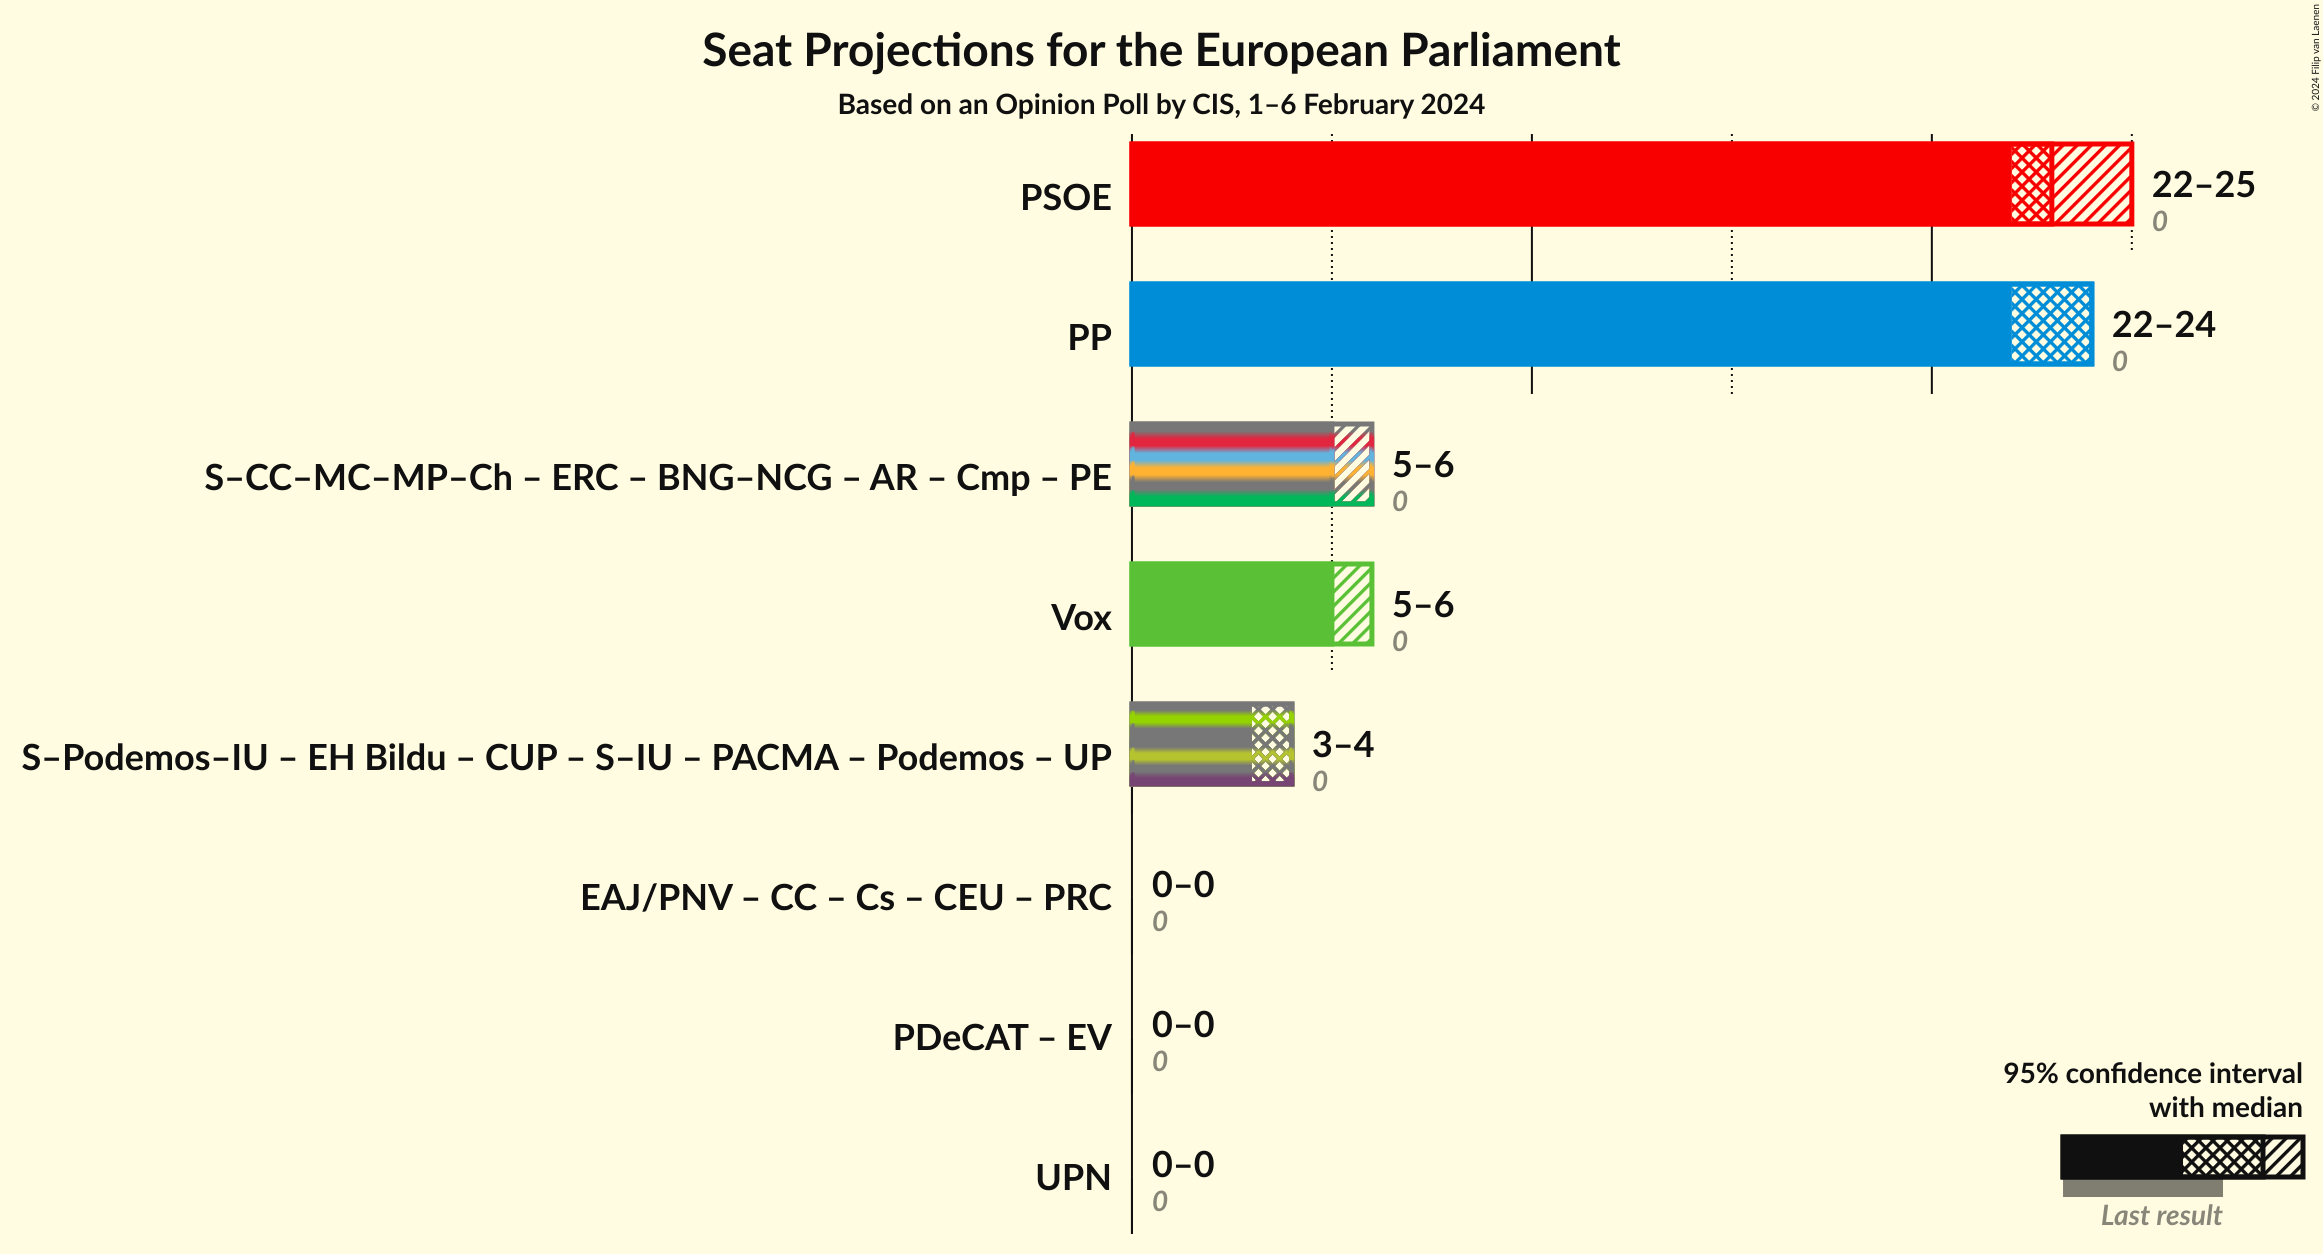 Seat Projections for the European Parliament
Based on an Opinion Poll by CIS, 1–6 February 2024
© 2024 Filip van Laenen
PSOE
22–25
0
PP
22–24
0
S–CC–MC–MP–Ch – ERC – BNG–NCG – AR – Cmp – PE
5–6
0
Vox
5–6
0
S–Podemos–IU – EH Bildu – CUP – S–IU – PACMA – Podemos – UP
3–4
0
EAJ/PNV – CC – Cs – CEU – PRC
0–0
0
PDeCAT – EV
0–0
0
UPN
0–0
0
95% confidence interval
with median
Last result